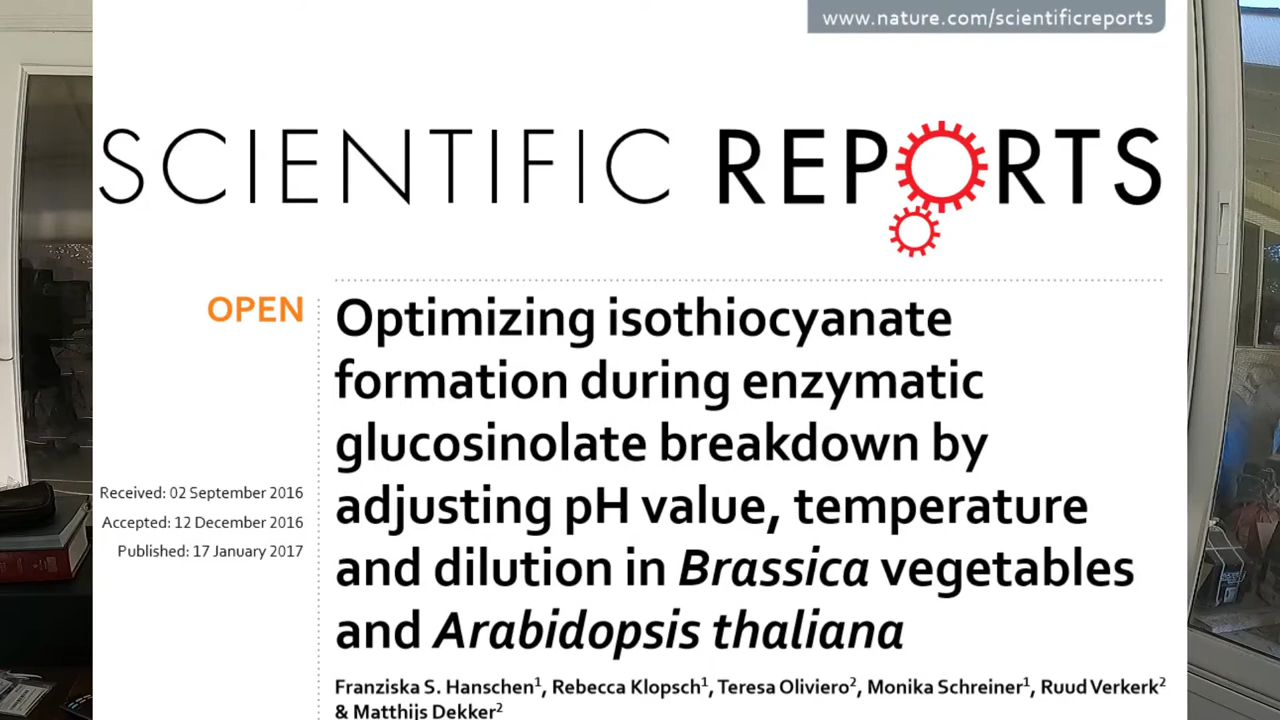 www.nature.com/scientificreports
SCIENTIFIC REPORTS
OPEN
Optimizing isothiocyanate
formation during enzymatic
glucosinolate breakdown by
adjusting pH value, temperature
and dilution in Brassica vegetables
and Arabidopsis thaliana
Received: 02 September 2016
Accepted: 12 December 2016
Published: 17 January 2017
Franziska S. Hanschen¹, Rebecca Klopsch¹, Teresa Oliviero², Monika Schreiner¹, Ruud Verkerk²
& Matthijs Dekker²